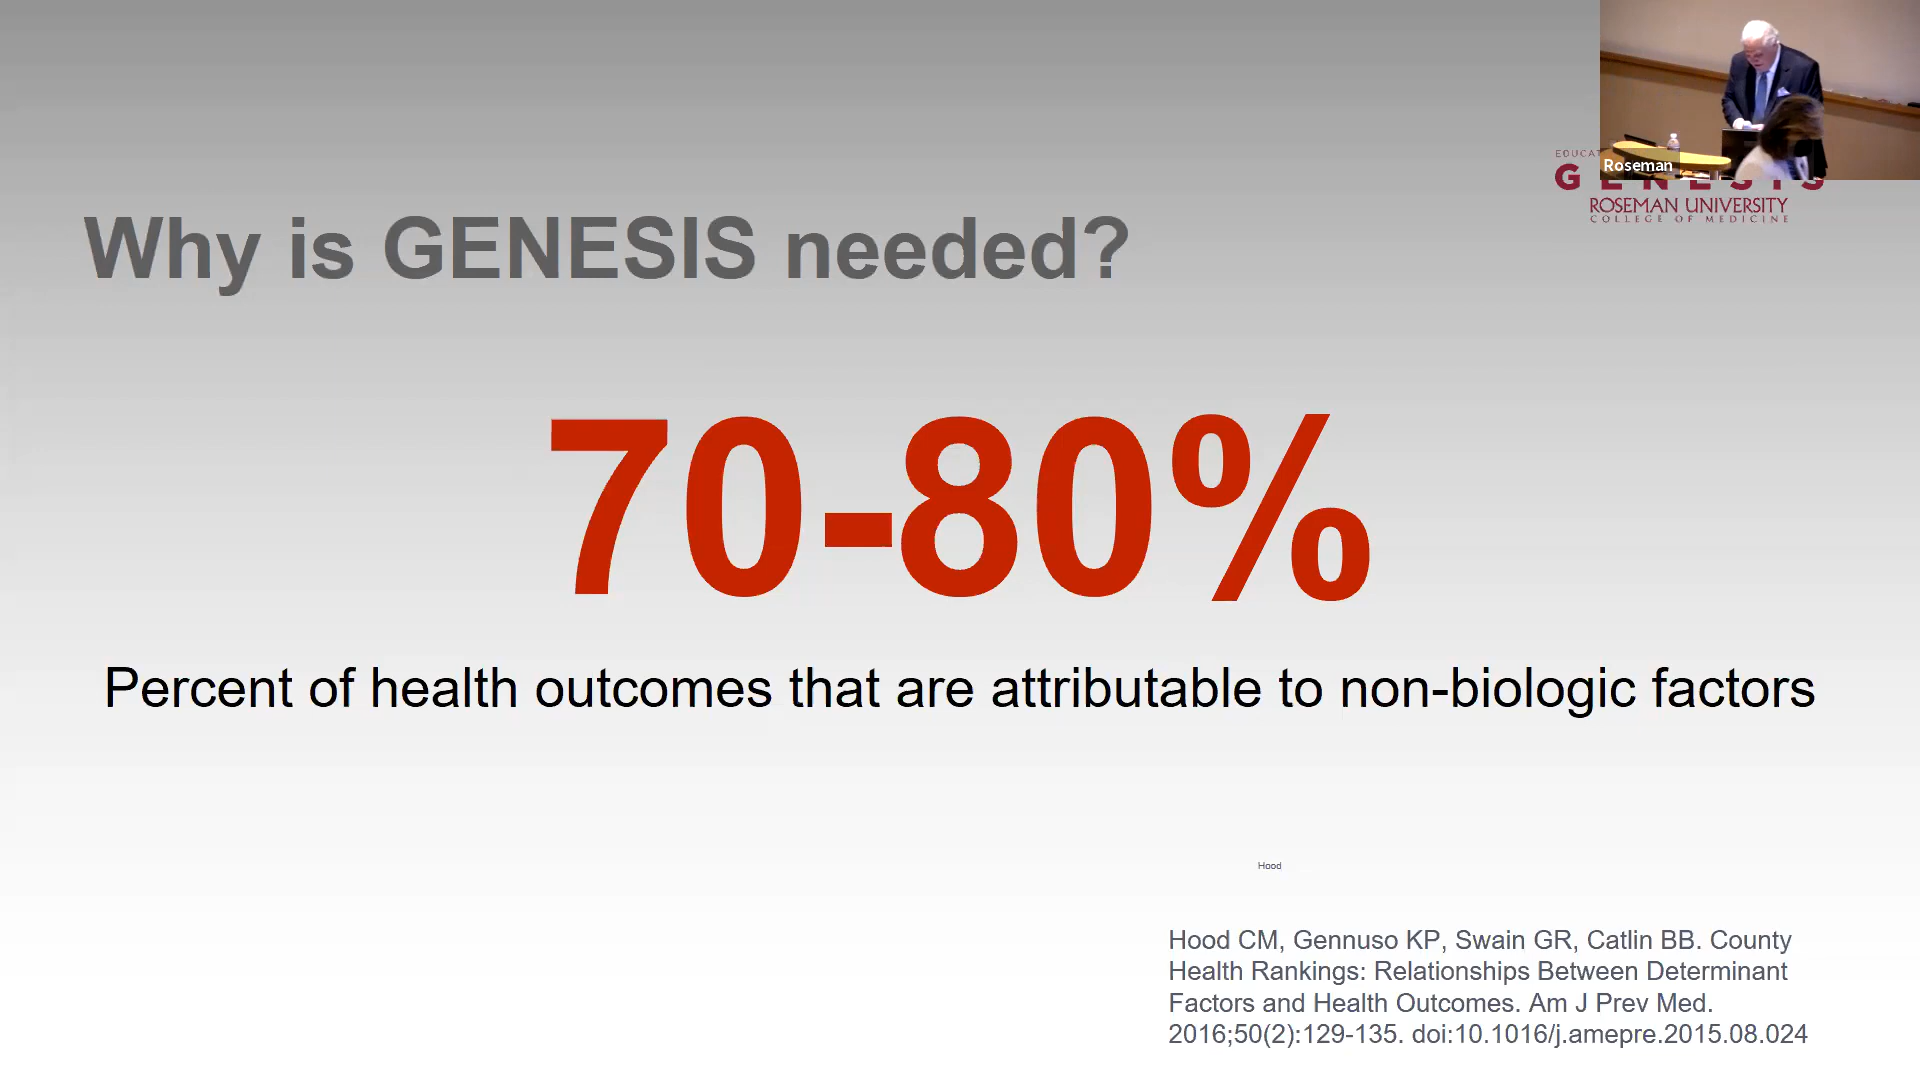 Roseman
ROSEMAN UNIVERSITY
COLLEGE OF MEDICINE
Why is GENESIS needed?
70-80%
Percent of health outcomes that are attributable to non-biologic factors
Hood
Hood CM, Gennuso KP, Swain GR, Catlin BB. County
Health Rankings: Relationships Between Determinant
Factors and Health Outcomes. Am J Prev Med.
2016;50(2):129-135. doi:10.1016/j.amepre.2015.08.024